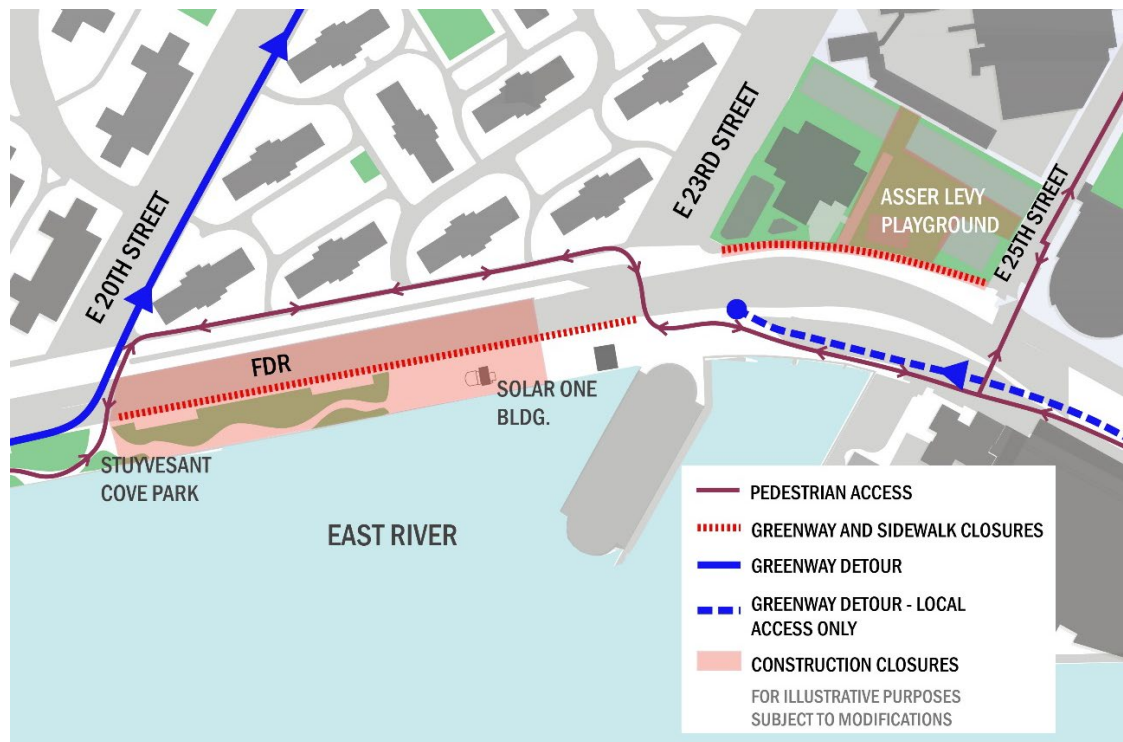 E 20TH STREET
E 23RD STREET
ASSER LEVY
PLAYGROUND
E 25TH STREET
FDR
SOLAR ONE
BLDG.
STUYVESANT
COVE PARK
EAST RIVER
PEDESTRIAN ACCESS
GREENWAY AND SIDEWALK CLOSURES
GREENWAY DETOUR
GREENWAY DETOUR - LOCAL
ACCESS ONLY
CONSTRUCTION CLOSURES
FOR ILLUSTRATIVE PURPOSES
SUBJECT TO MODIFICATIONS